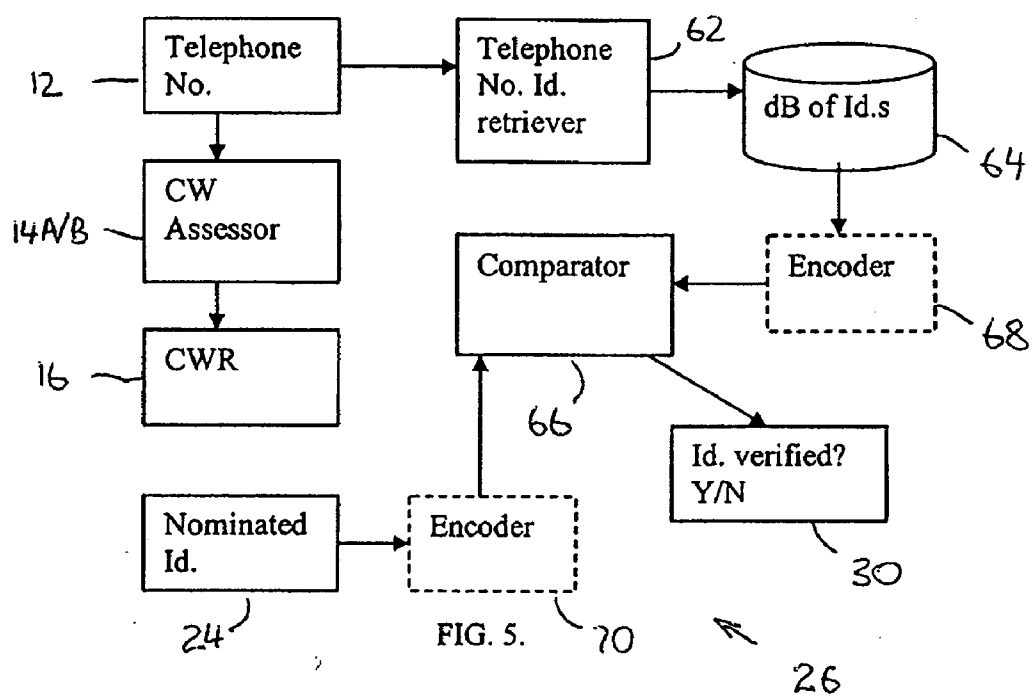 12
Telephone
No.
Telephone
No. Id.
retriever
62
dB of Id.s
64
14A/B
CW
Assessor
Comparator
66
Encoder
68
16
CWR
Id. verified?
Y/N
30
Nominated
Id.
24
Encoder
70
FIG. 5.
26